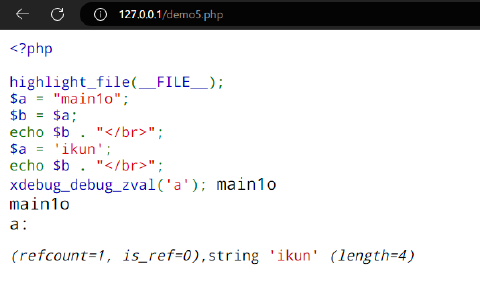 127.0.0.1/demo5.php
<?php
highlight_file(__FILE__);
$a = "main1o";
$b = $a;
echo $b . "</br>";
$a = 'ikun';
echo $b . "</br>";
xdebug_debug_zval('a'); main1o
main1o
a:
(refcount=1, is_ref=0),string 'ikun' (length=4)